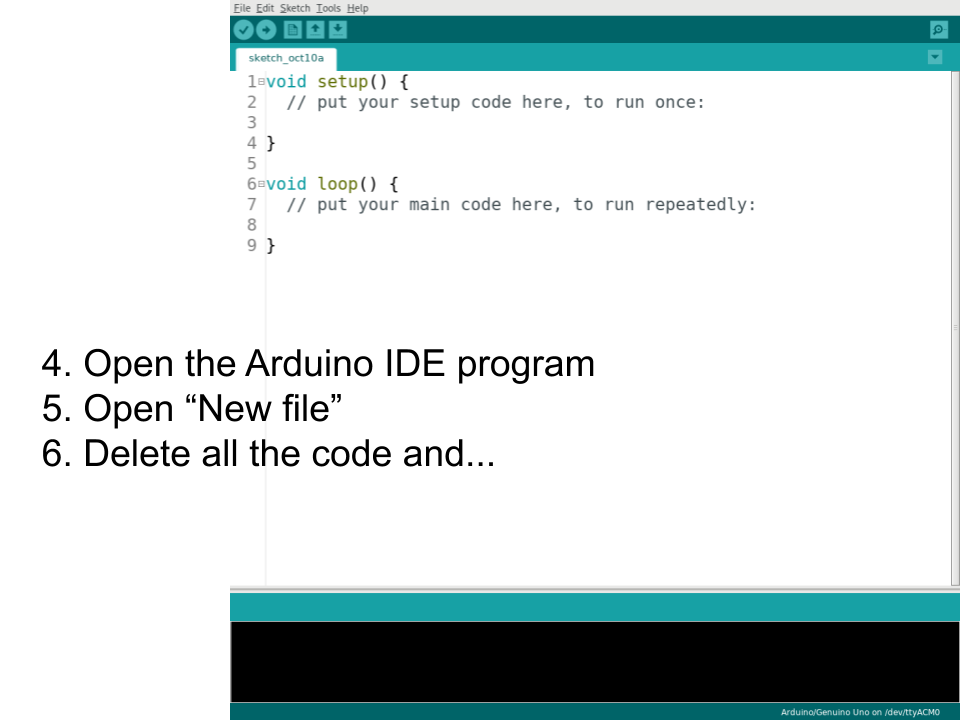 File Edit Sketch Tools Help
sketch_oct10a
1 void setup() {
2 // put your setup code here, to run once:
3
4 }
5
6 void loop() {
7 // put your main code here, to run repeatedly:
8
9 }
4. Open the Arduino IDE program
5. Open “New file”
6. Delete all the code and...
Arduino/Genuino Uno on /dev/ttyACM0